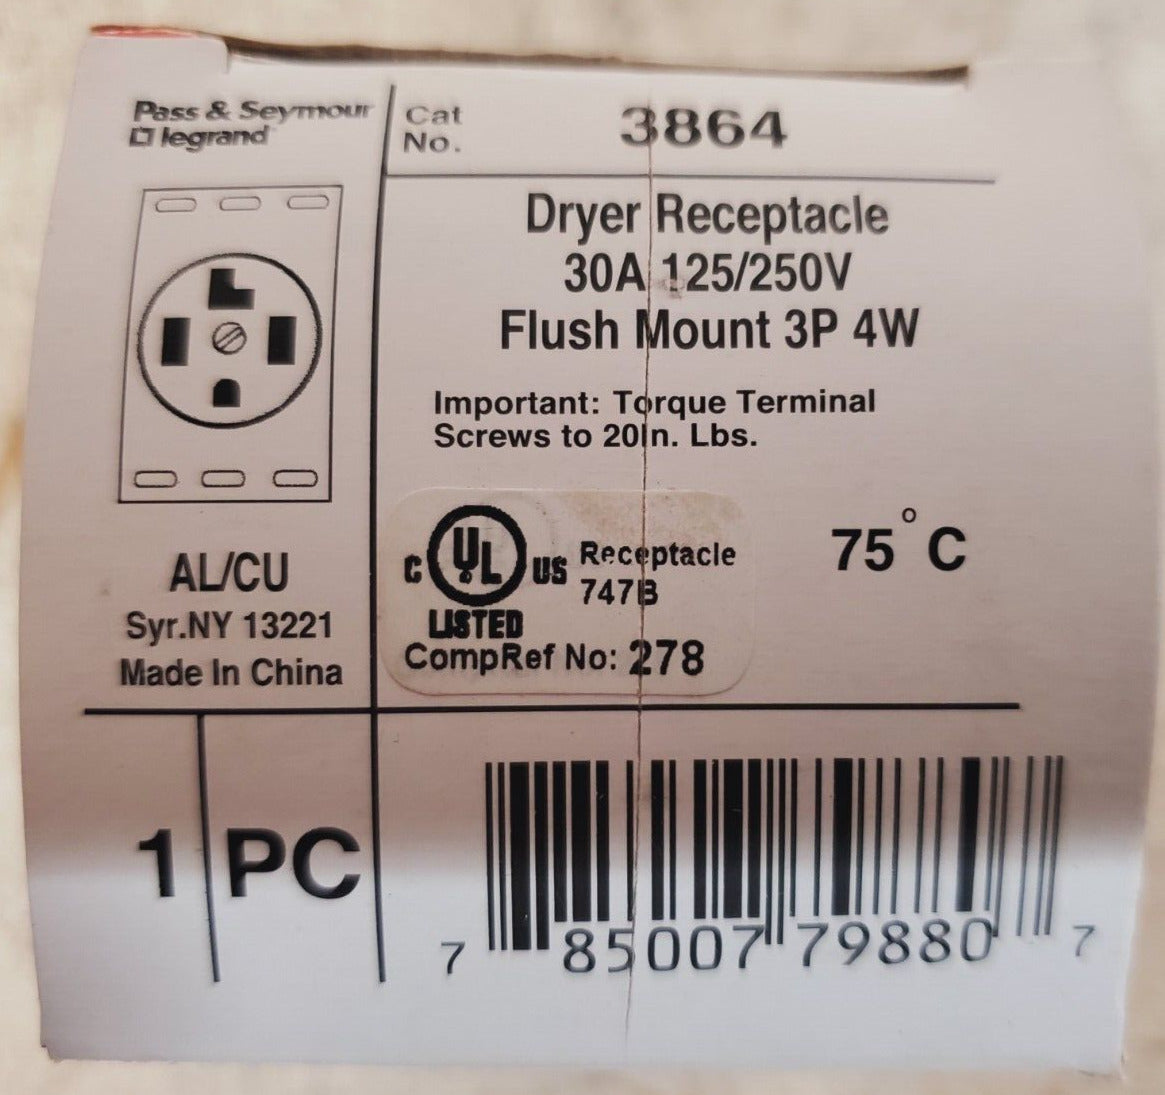 Pass & Seymour
legrand
Cat
No.
3864
Dryer Receptacle
30A 125/250V
Flush Mount 3P 4W
Important: Torque Terminal
Screws to 20In. Lbs.
AL/CU
Syr.NY 13221
Made In China
C UL US
LISTED
Receptacle
747B
CompRef No: 278
75°C
1 PC
7 85007 79880 7